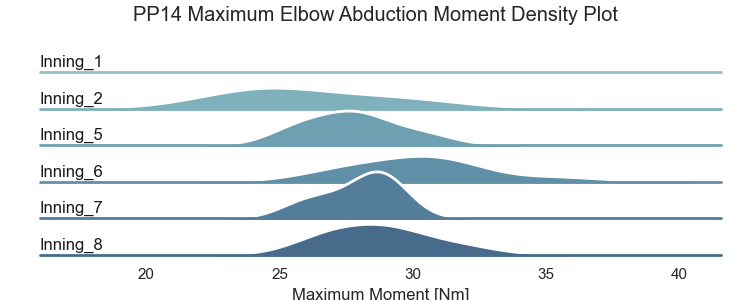 PP14 Maximum Elbow Abduction Moment Density Plot
Inning_1
Inning_2
Inning_5
Inning_6
Inning_7
Inning_8
20 25 30 35 40
Maximum Moment [Nm]